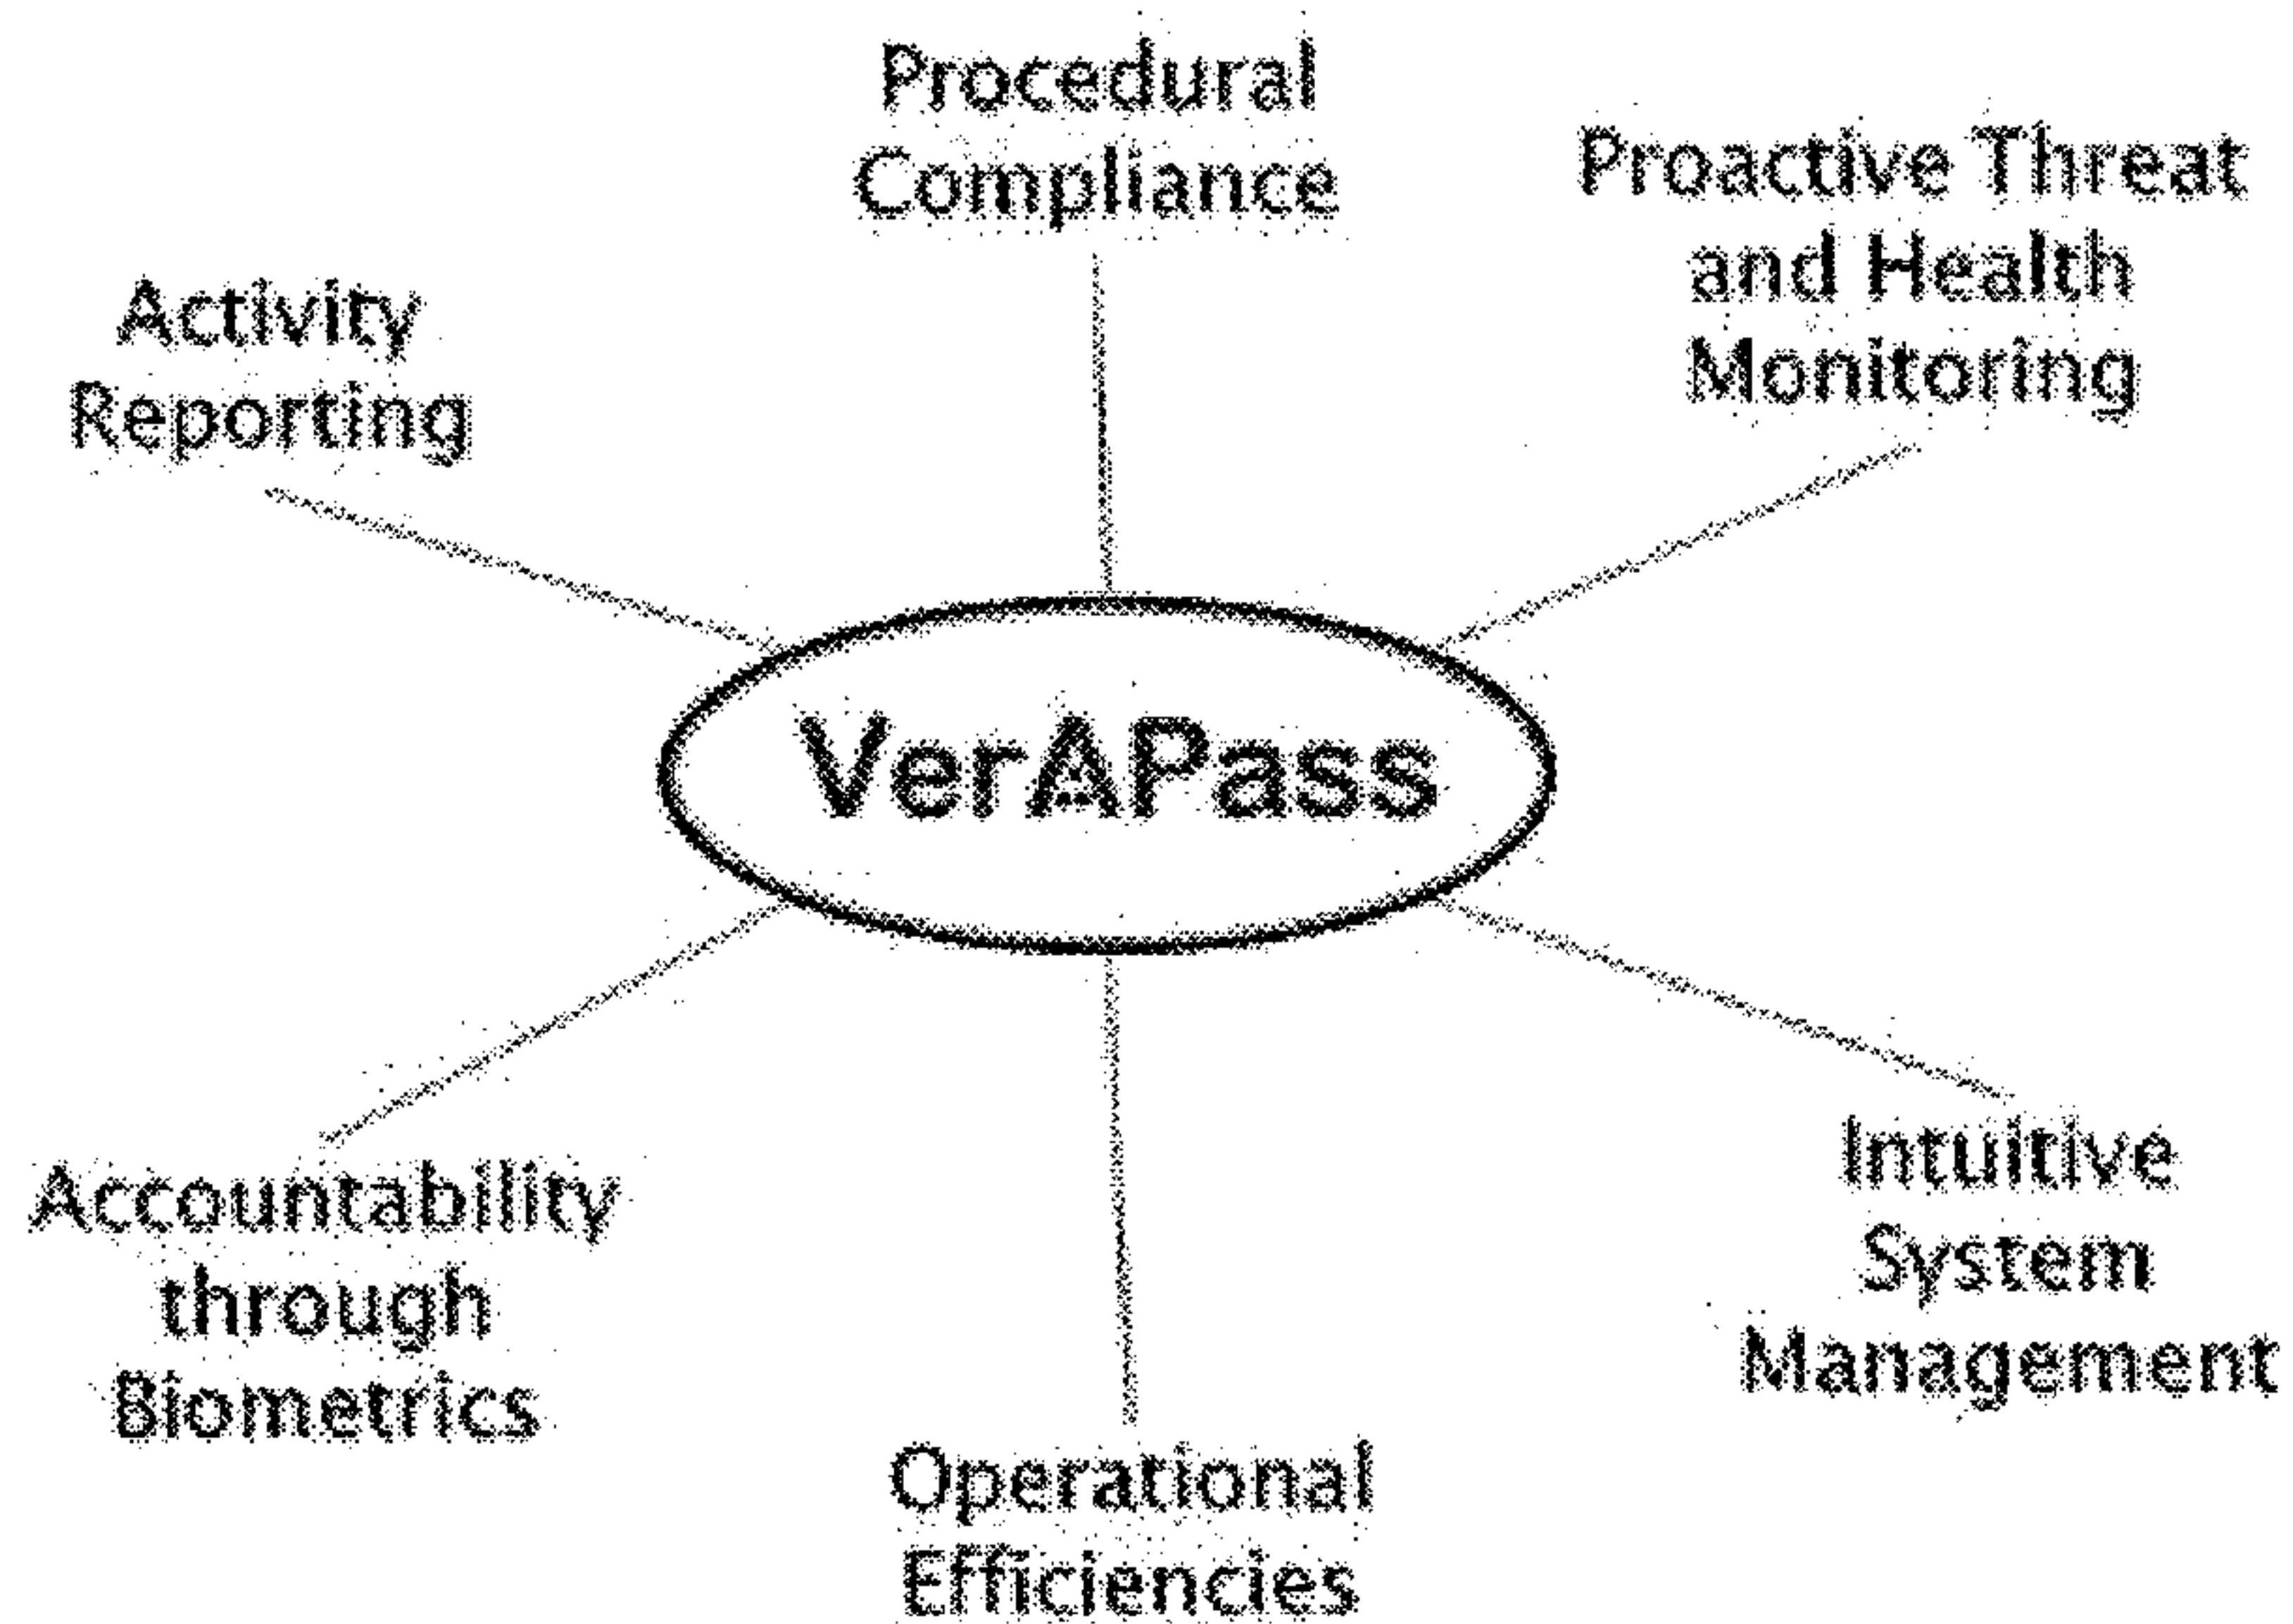 Procedural
Compliance
Proactive Threat
and Health
Monitoring
Activity
Reporting
VerAPass
Accountability
through
Biometrics
Intuitive
System
Management
Operational
Efficiencies